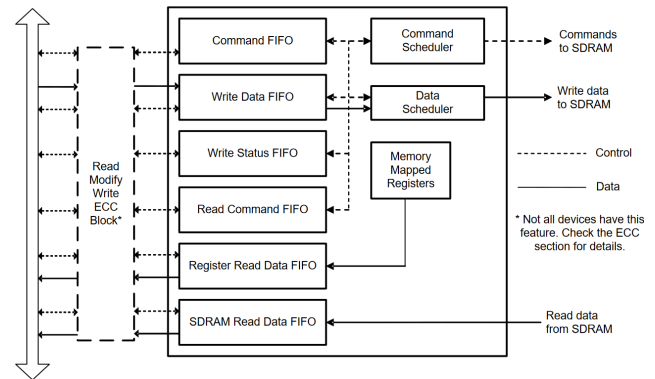 Command FIFO
Command
Scheduler
Commands
to SDRAM
Write Data FIFO
Data
Scheduler
Write data
to SDRAM
Write Status FIFO
Read
Modify
Write
ECC
Block*
Memory
Mapped
Registers
Control
Data
Read Command FIFO
* Not all devices have this
feature. Check the ECC
section for details.
Register Read Data FIFO
SDRAM Read Data FIFO
Read data
from SDRAM